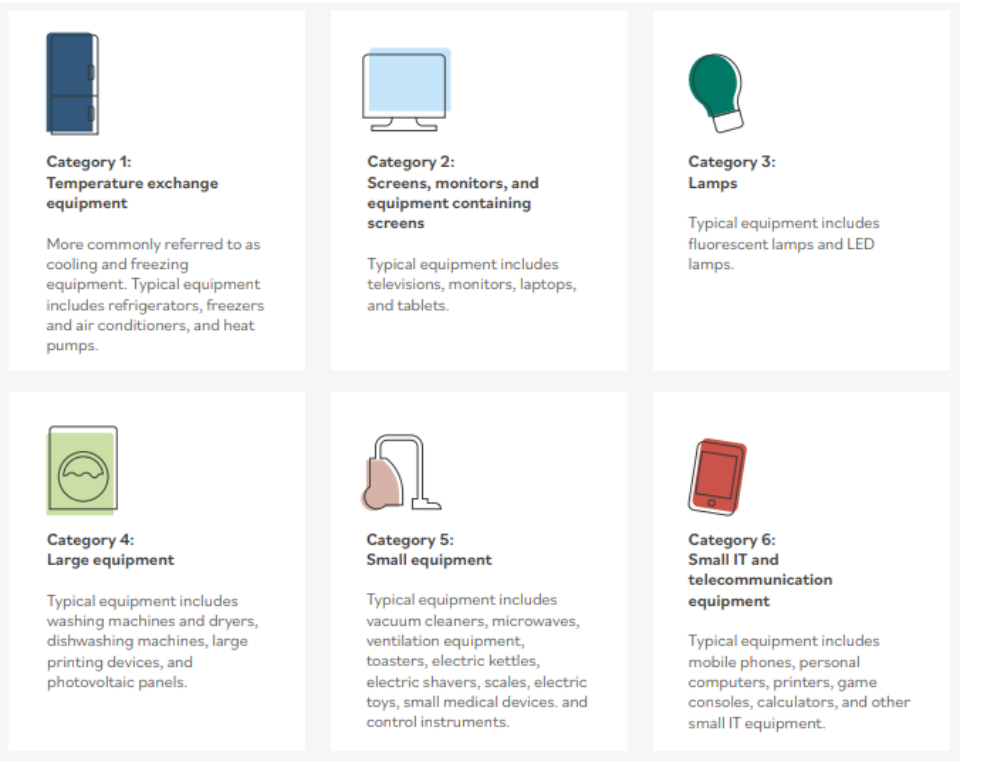 Category 1:
Temperature exchange
equipment
More commonly referred to as
cooling and freezing
equipment. Typical equipment
includes refrigerators, freezers
and air conditioners, and heat
pumps.
Category 2:
Screens, monitors, and
equipment containing
screens
Typical equipment includes
televisions, monitors, laptops,
and tablets.
Category 3:
Lamps
Typical equipment includes
fluorescent lamps and LED
lamps.
Category 4:
Large equipment
Typical equipment includes
washing machines and dryers,
dishwashing machines, large
printing devices, and
photovoltaic panels.
Category 5:
Small equipment
Typical equipment includes
vacuum cleaners, microwaves,
ventilation equipment,
toasters, electric kettles,
electric shavers, scales, electric
toys, small medical devices. and
control instruments.
Category 6:
Small IT and
telecommunication
equipment
Typical equipment includes
mobile phones, personal
computers, printers, game
consoles, calculators, and other
small IT equipment.